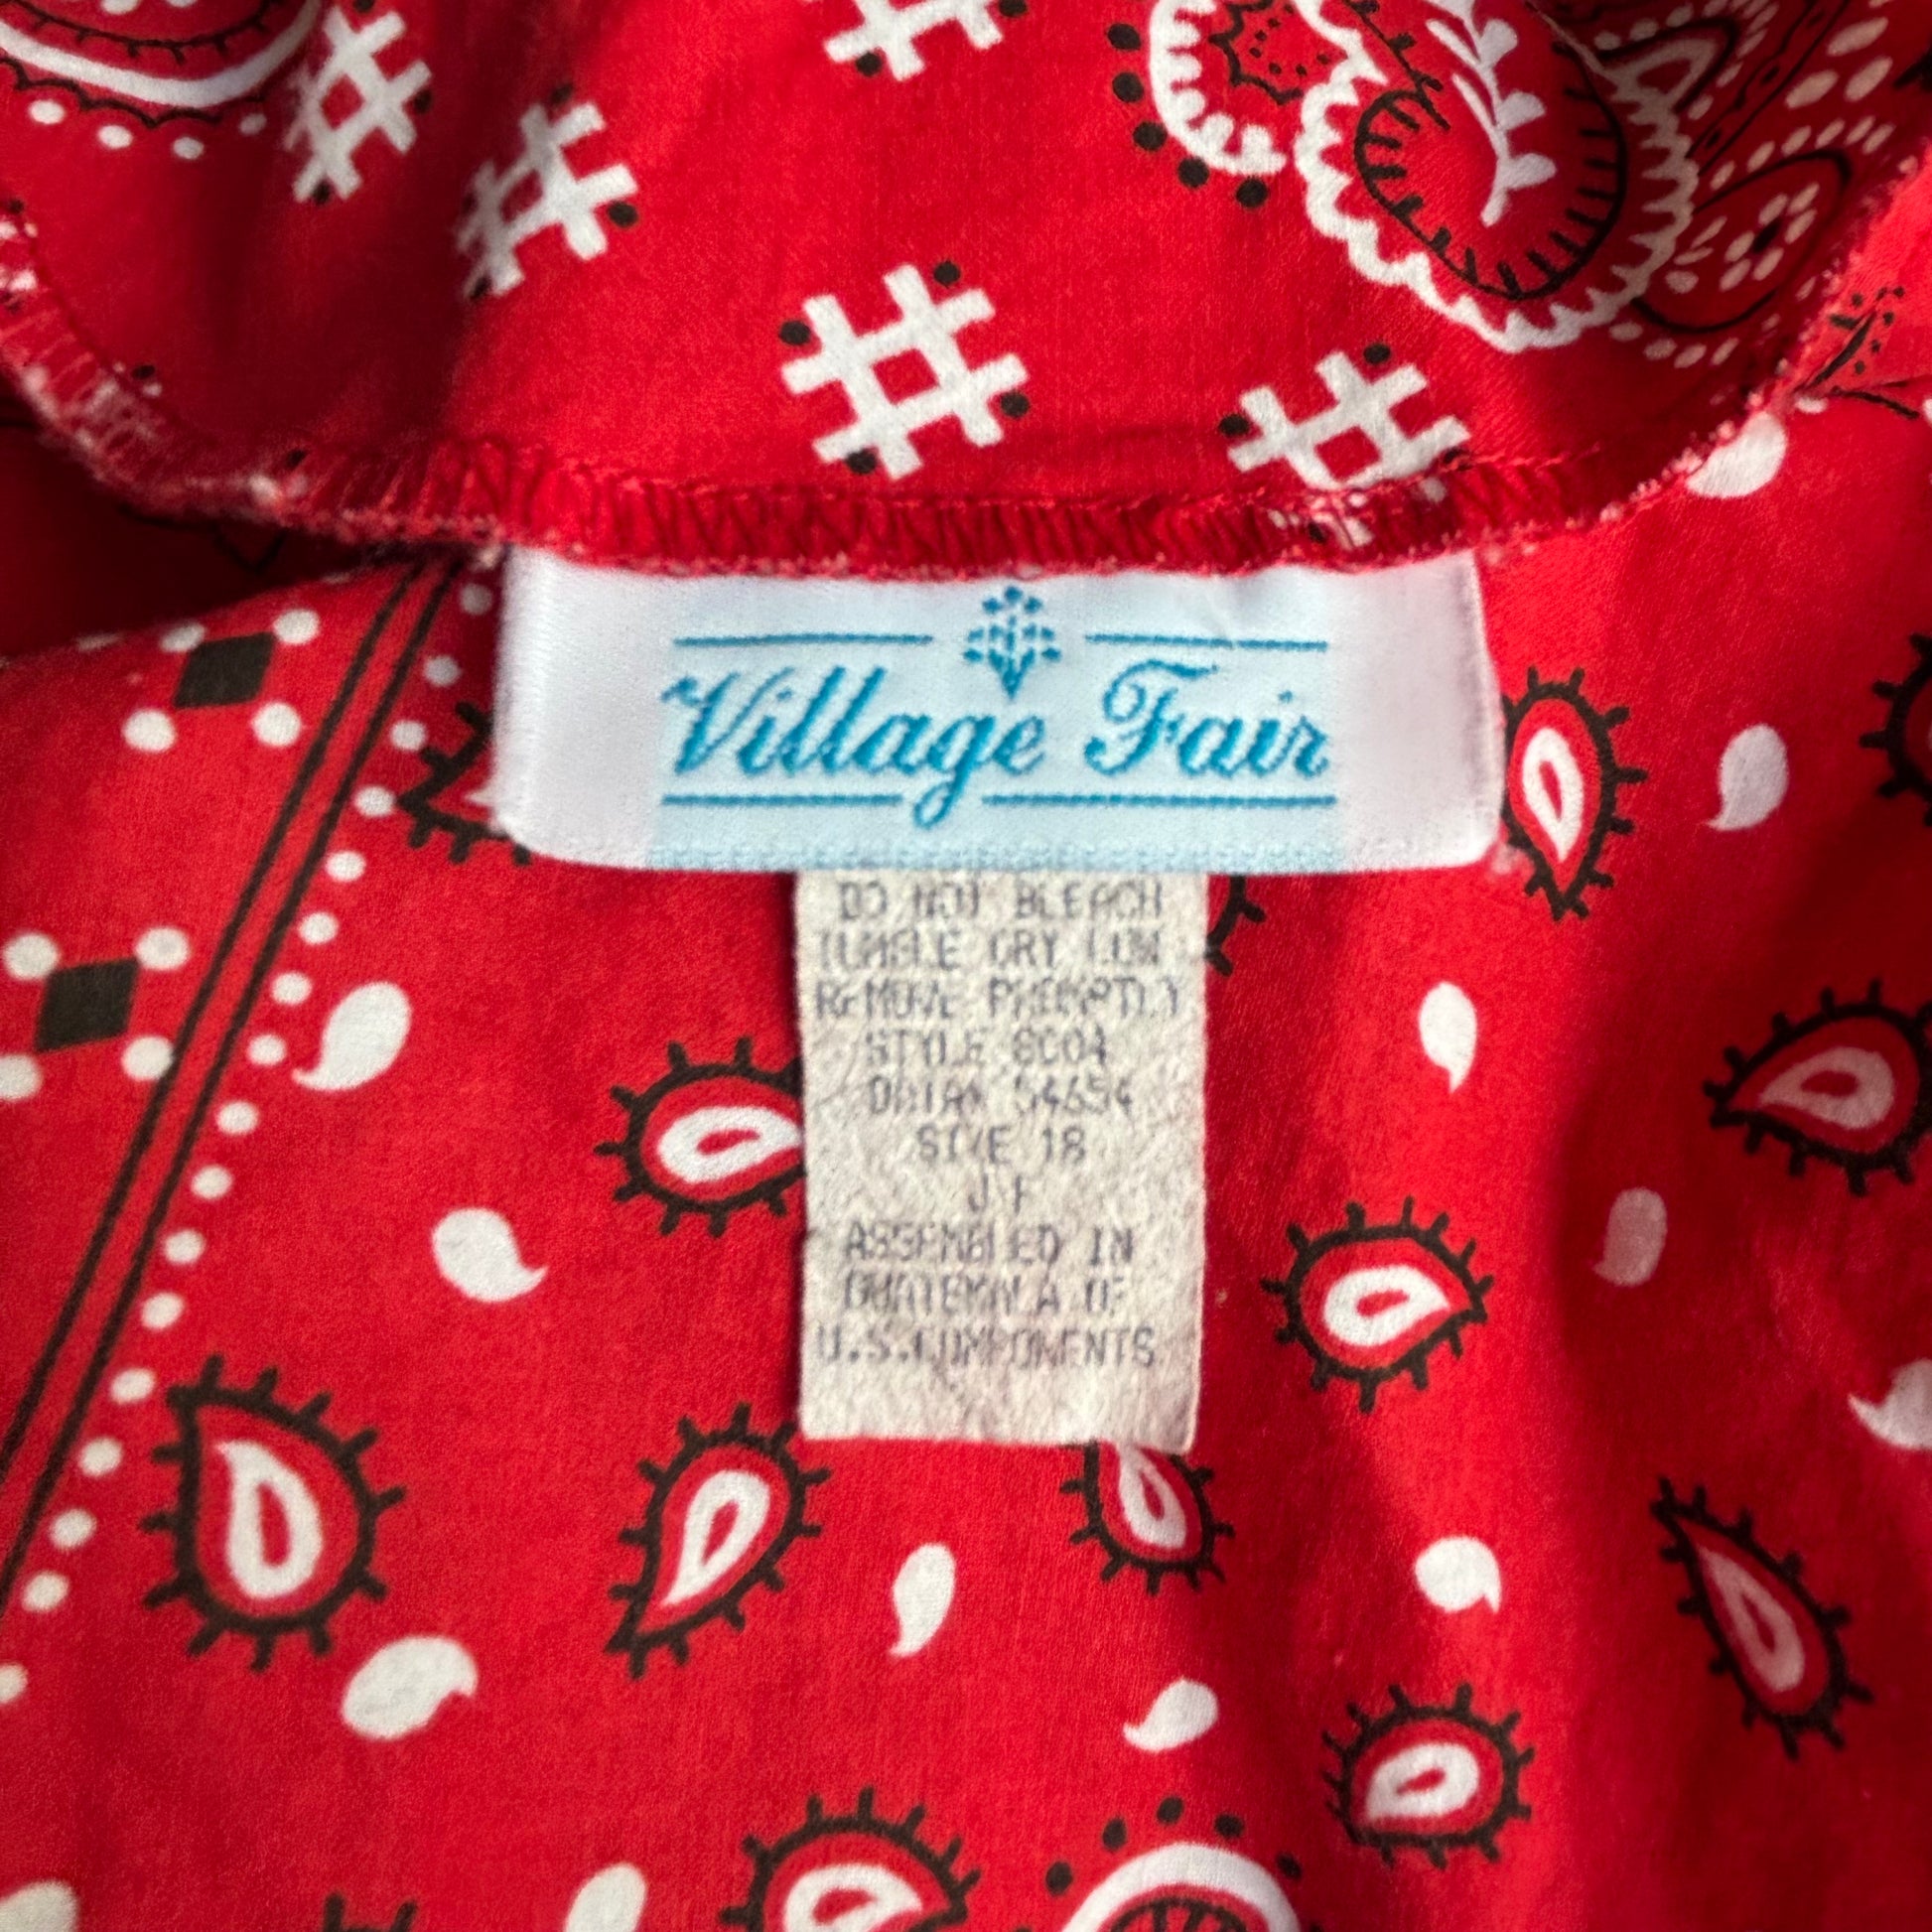 Village Fair
DO NOT BLEACH
TUMBLE DRY LOW
REMOVE PROMPTLY
STYLE 8004
54654
SIZE 18
ASSEMBLED IN
GUATEMALA OF
U.S.COMPONENTS